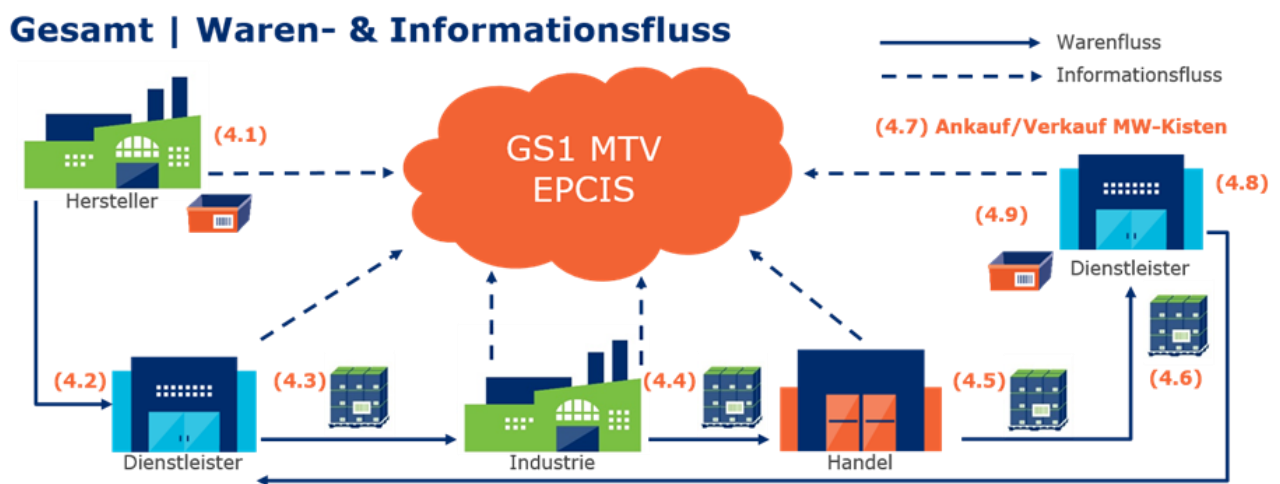 Gesamt | Waren- & Informationsfluss
Warenfluss
Informationsfluss
(4.1)
GS1 MTV
EPCIS
(4.7) Ankauf/Verkauf MW-Kisten
Hersteller
(4.8)
(4.9)
Dienstleister
(4.2)
(4.3)
(4.4)
(4.5)
(4.6)
Dienstleister
Industrie
Handel